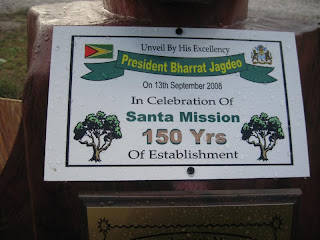 Unveil By His Excellency
President Bharrat Jagdeo
On 13th September 2008
In Celebration Of
Santa Mission
150 Yrs
Of Establishment